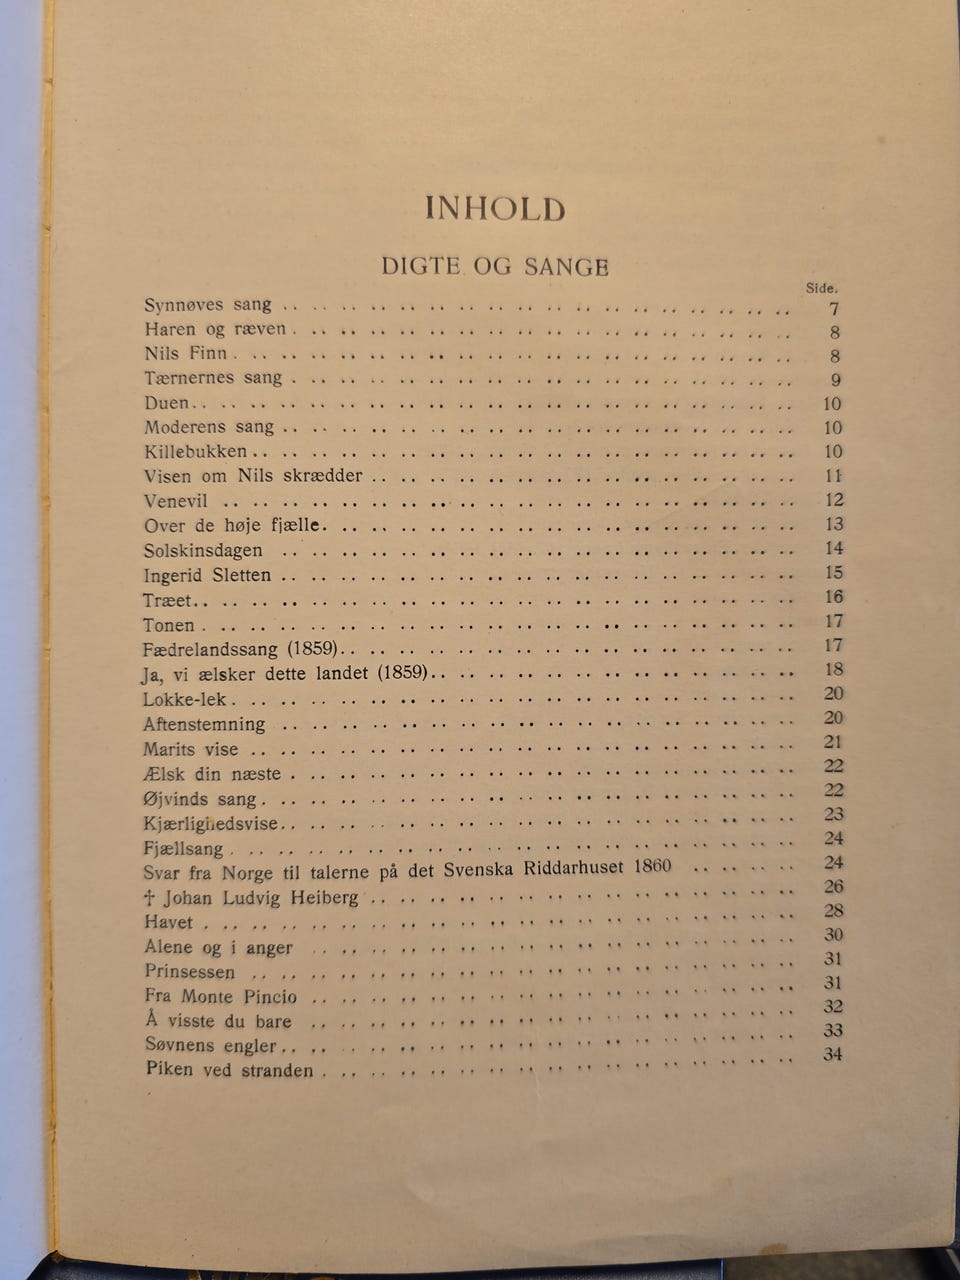 INHOLD
DIGTE OG SANGE
Side.
Synnøves sang .. .. .. .. .. .. .. .. .. .. .. .. .. .. .. .. .. .. 7
Haren og ræven . .. .. .. .. .. .. .. .. .. .. .. .. .. .. .. .. .. 8
Nils Finn . .. .. .. .. .. .. .. .. .. .. .. .. .. .. .. .. .. .. .. 8
Tærnernes sang . .. .. .. .. .. .. .. .. .. .. .. .. .. .. .. .. .. 9
Duen .. .. .. .. .. .. .. .. .. .. .. .. .. .. .. .. .. .. .. .. .. 10
Moderens sang .. .. .. .. .. .. .. .. .. .. .. .. .. .. .. .. .. .. 10
Killebukken .. .. .. .. .. .. .. .. .. .. .. .. .. .. .. .. .. .. .. 10
Visen om Nils skrædder .. .. .. .. .. .. .. .. .. .. .. .. .. .. .. 11
Venevil .. .. .. .. .. .. .. .. .. .. .. .. .. .. .. .. .. .. .. .. 12
Over de høje fjælle. .. .. .. .. .. .. .. .. .. .. .. .. .. .. .. .. 13
Solskinsdagen .. .. .. .. .. .. .. .. .. .. .. .. .. .. .. .. .. .. 14
Ingerid Sletten .. .. .. .. .. .. .. .. .. .. .. .. .. .. .. .. .. .. 15
Træet .. .. .. .. .. .. .. .. .. .. .. .. .. .. .. .. .. .. .. .. .. 16
Tonen . .. .. .. .. .. .. .. .. .. .. .. .. .. .. .. .. .. .. .. .. 17
Fædrelandssang (1859) .. .. .. .. .. .. .. .. .. .. .. .. .. .. .. .. 17
Ja, vi ælsker dette landet (1859) .. .. .. .. .. .. .. .. .. .. .. .. .. 18
Lokke-lek . .. .. .. .. .. .. .. .. .. .. .. .. .. .. .. .. .. .. .. 20
Aftenstemning .. .. .. .. .. .. .. .. .. .. .. .. .. .. .. .. .. .. 20
Marits vise .. .. .. .. .. .. .. .. .. .. .. .. .. .. .. .. .. .. .. 21
Ælsk din næste . .. .. .. .. .. .. .. .. .. .. .. .. .. .. .. .. .. 22
Øjvinds sang . .. .. .. .. .. .. .. .. .. .. .. .. .. .. .. .. .. .. 22
Kjærlighedsvise .. .. .. .. .. .. .. .. .. .. .. .. .. .. .. .. .. .. 23
Fjællsang . .. .. .. .. .. .. .. .. .. .. .. .. .. .. .. .. .. .. .. 24
Svar fra Norge til talerne på det Svenska Riddarhuset 1860 .. .. .. .. 24
† Johan Ludvig Heiberg .. .. .. .. .. .. .. .. .. .. .. .. .. .. .. 26
Havet . .. .. .. .. .. .. .. .. .. .. .. .. .. .. .. .. .. .. .. .. 28
Alene og i anger .. .. .. .. .. .. .. .. .. .. .. .. .. .. .. .. .. 30
Prinsessen .. .. .. .. .. .. .. .. .. .. .. .. .. .. .. .. .. .. .. 31
Fra Monte Pincio .. .. .. .. .. .. .. .. .. .. .. .. .. .. .. .. .. 31
Å visste du bare .. .. .. .. .. .. .. .. .. .. .. .. .. .. .. .. .. 32
Søvnens engler .. .. .. .. .. .. .. .. .. .. .. .. .. .. .. .. .. .. 33
Piken ved stranden . .. .. .. .. .. .. .. .. .. .. .. .. .. .. .. .. 34